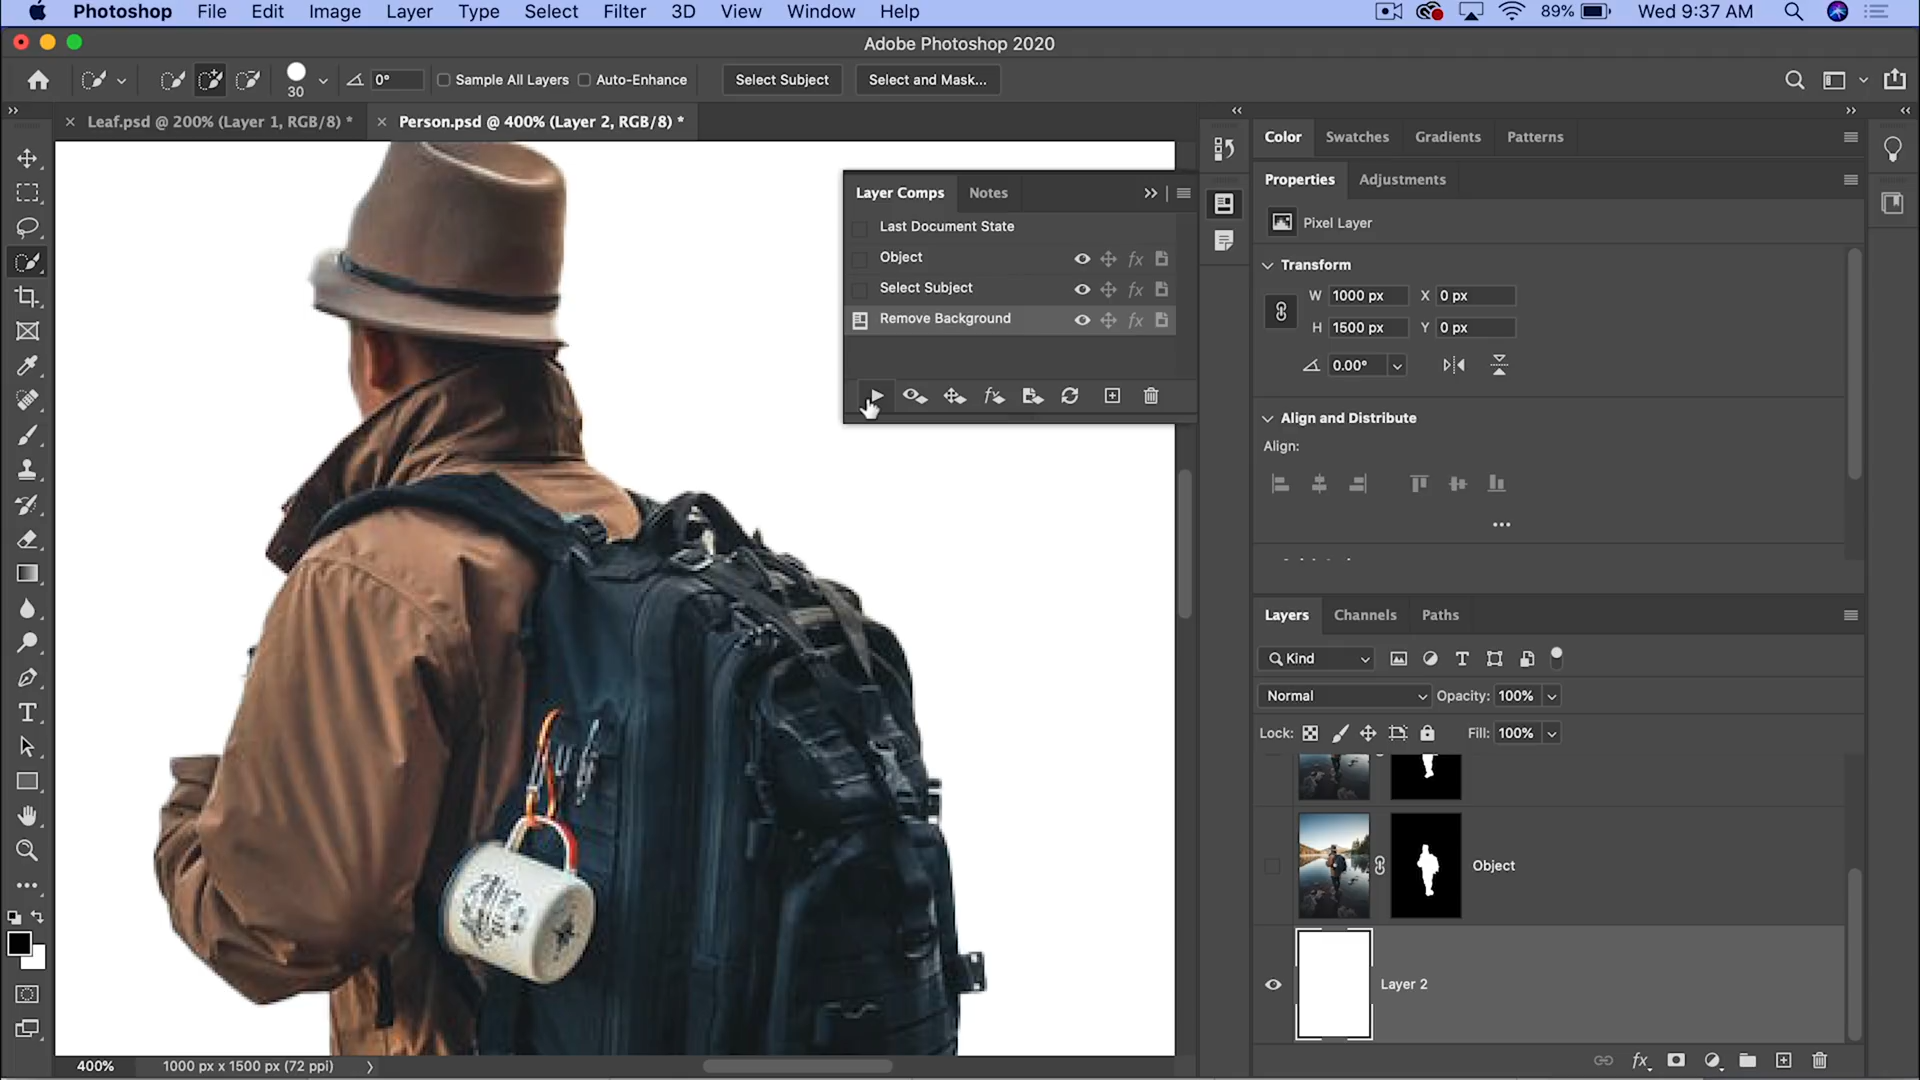 Photoshop File Edit Image Layer Type Select Filter 3D View Window Help 89% Wed 9:37 AM
Adobe Photoshop 2020
30 0° Sample All Layers Auto-Enhance Select Subject Select and Mask...
× Leaf.psd @ 200% (Layer 1, RGB/8) * × Person.psd @ 400% (Layer 2, RGB/8) *
Color Swatches Gradients Patterns
Properties Adjustments
Layer Comps Notes
Last Document State
Object
Select Subject
Remove Background
Pixel Layer
Transform
W 1000 px X 0 px
H 1500 px Y 0 px
0.00°
Align and Distribute
Align:
Layers Channels Paths
Kind
Normal Opacity: 100%
Lock: Fill: 100%
Object
Layer 2
400% 1000 px x 1500 px (72 ppi)